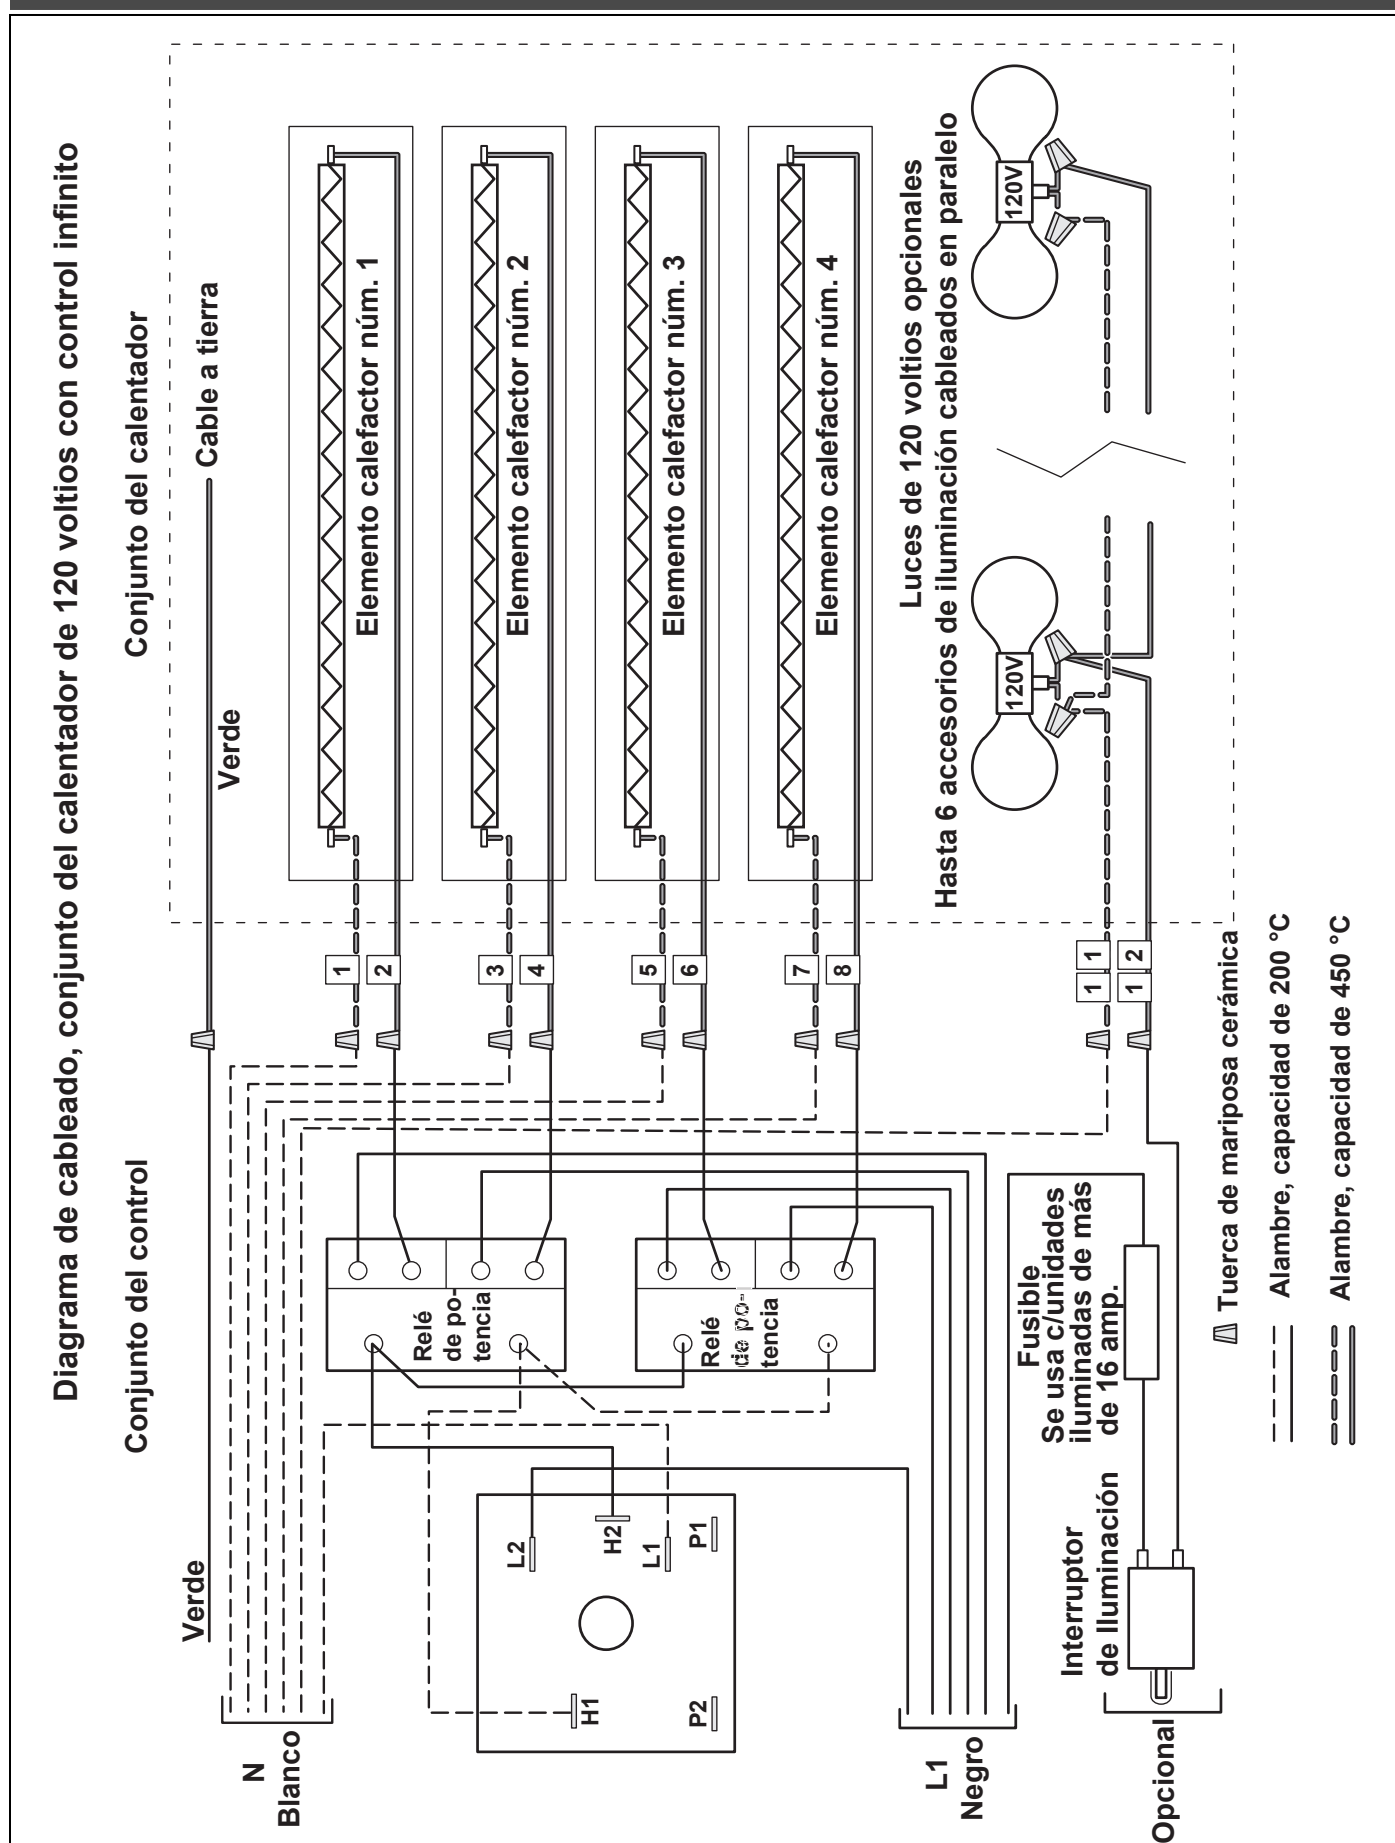 Diagrama de cableado, conjunto del calentador de 120 voltios con control infinito
Conjunto del control
Conjunto del calentador
Verde
Verde
Cable a tierra
N
Blanco
1
2
3
4
5
6
7
8
1 1
1 2
Elemento calefactor núm. 1
Elemento calefactor núm. 2
Elemento calefactor núm. 3
Elemento calefactor núm. 4
Relé
de po-
tencia
Relé
de po-
tencia
L2
H2
L1
P1
H1
P2
L1
Negro
Luces de 120 voltios opcionales
Hasta 6 accesorios de iluminación cableados en paralelo
120V
120V
Fusible
Se usa c/unidades
iluminadas de más
de 16 amp.
Interruptor
de Iluminación
Opcional
Tuerca de mariposa cerámica
Alambre, capacidad de 200 °C
Alambre, capacidad de 450 °C